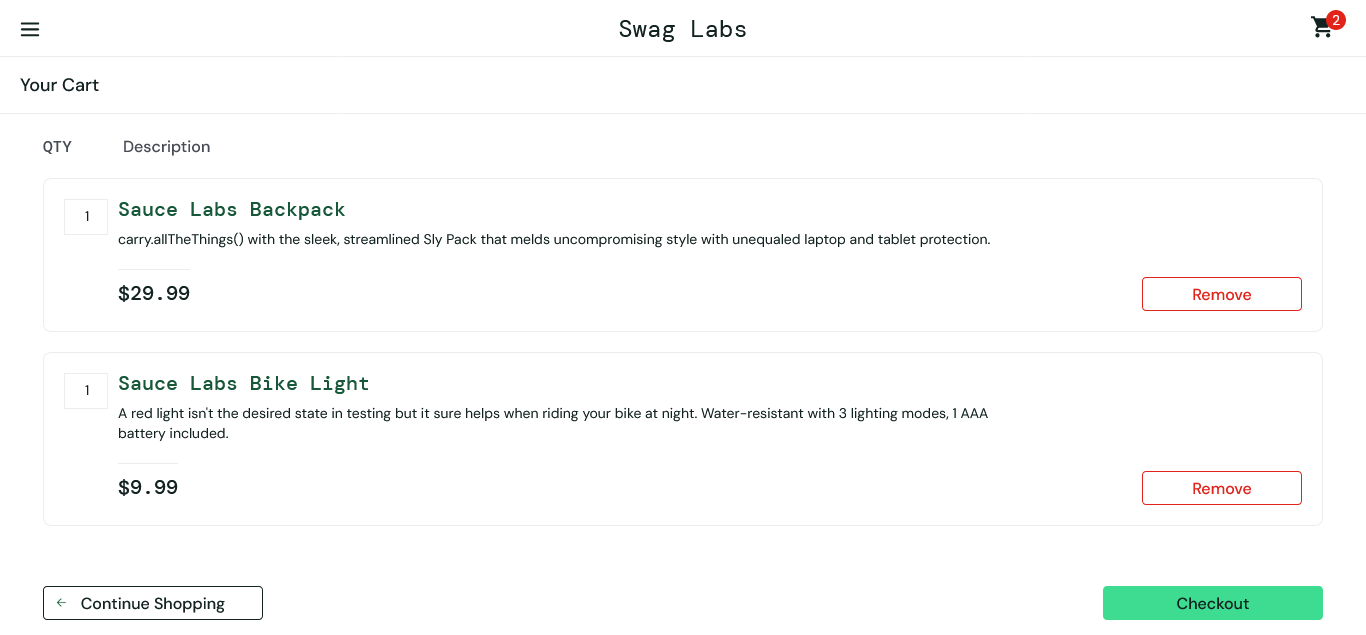 Swag Labs
2
Your Cart
QTY Description
1 Sauce Labs Backpack
carry.allTheThings() with the sleek, streamlined Sly Pack that melds uncompromising style with unequaled laptop and tablet protection.
$29.99
Remove
1 Sauce Labs Bike Light
A red light isn't the desired state in testing but it sure helps when riding your bike at night. Water-resistant with 3 lighting modes, 1 AAA
battery included.
$9.99
Remove
Continue Shopping
Checkout